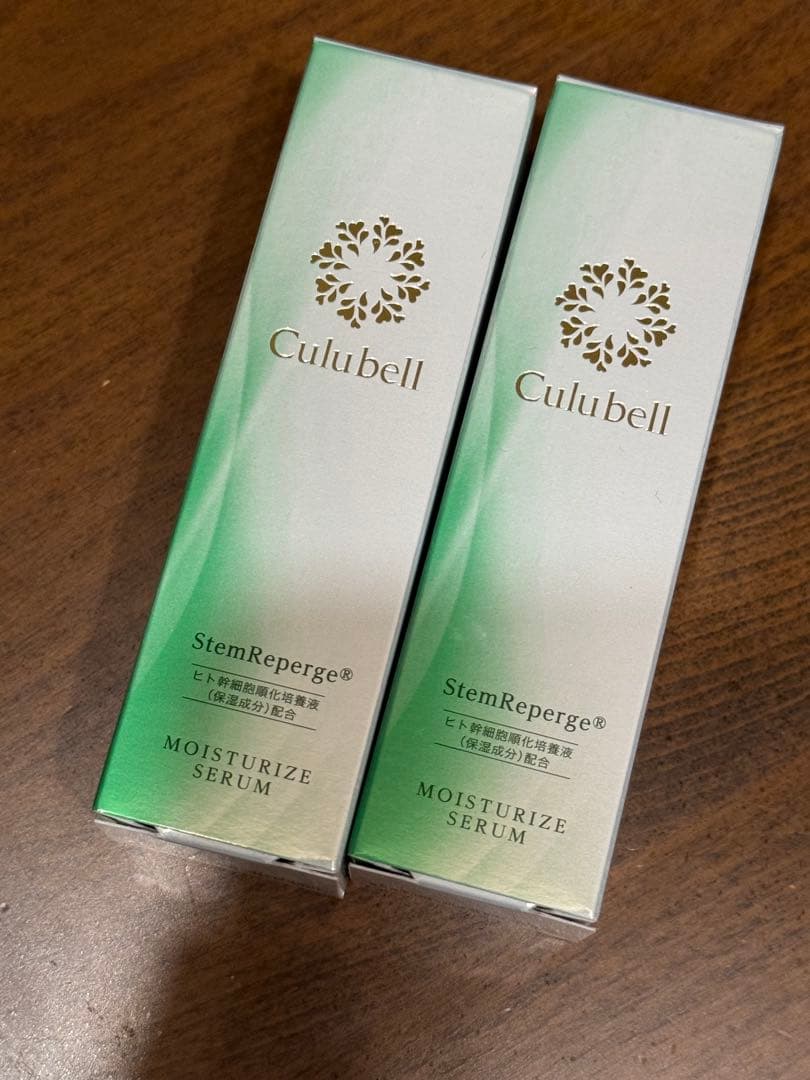 Culubell
StemReperge®
ヒト幹細胞順化培養液
(保湿成分)配合
MOISTURIZE
SERUM
Culubell
StemReperge®
ヒト幹細胞順化培養液
(保湿成分)配合
MOISTURIZE
SERUM